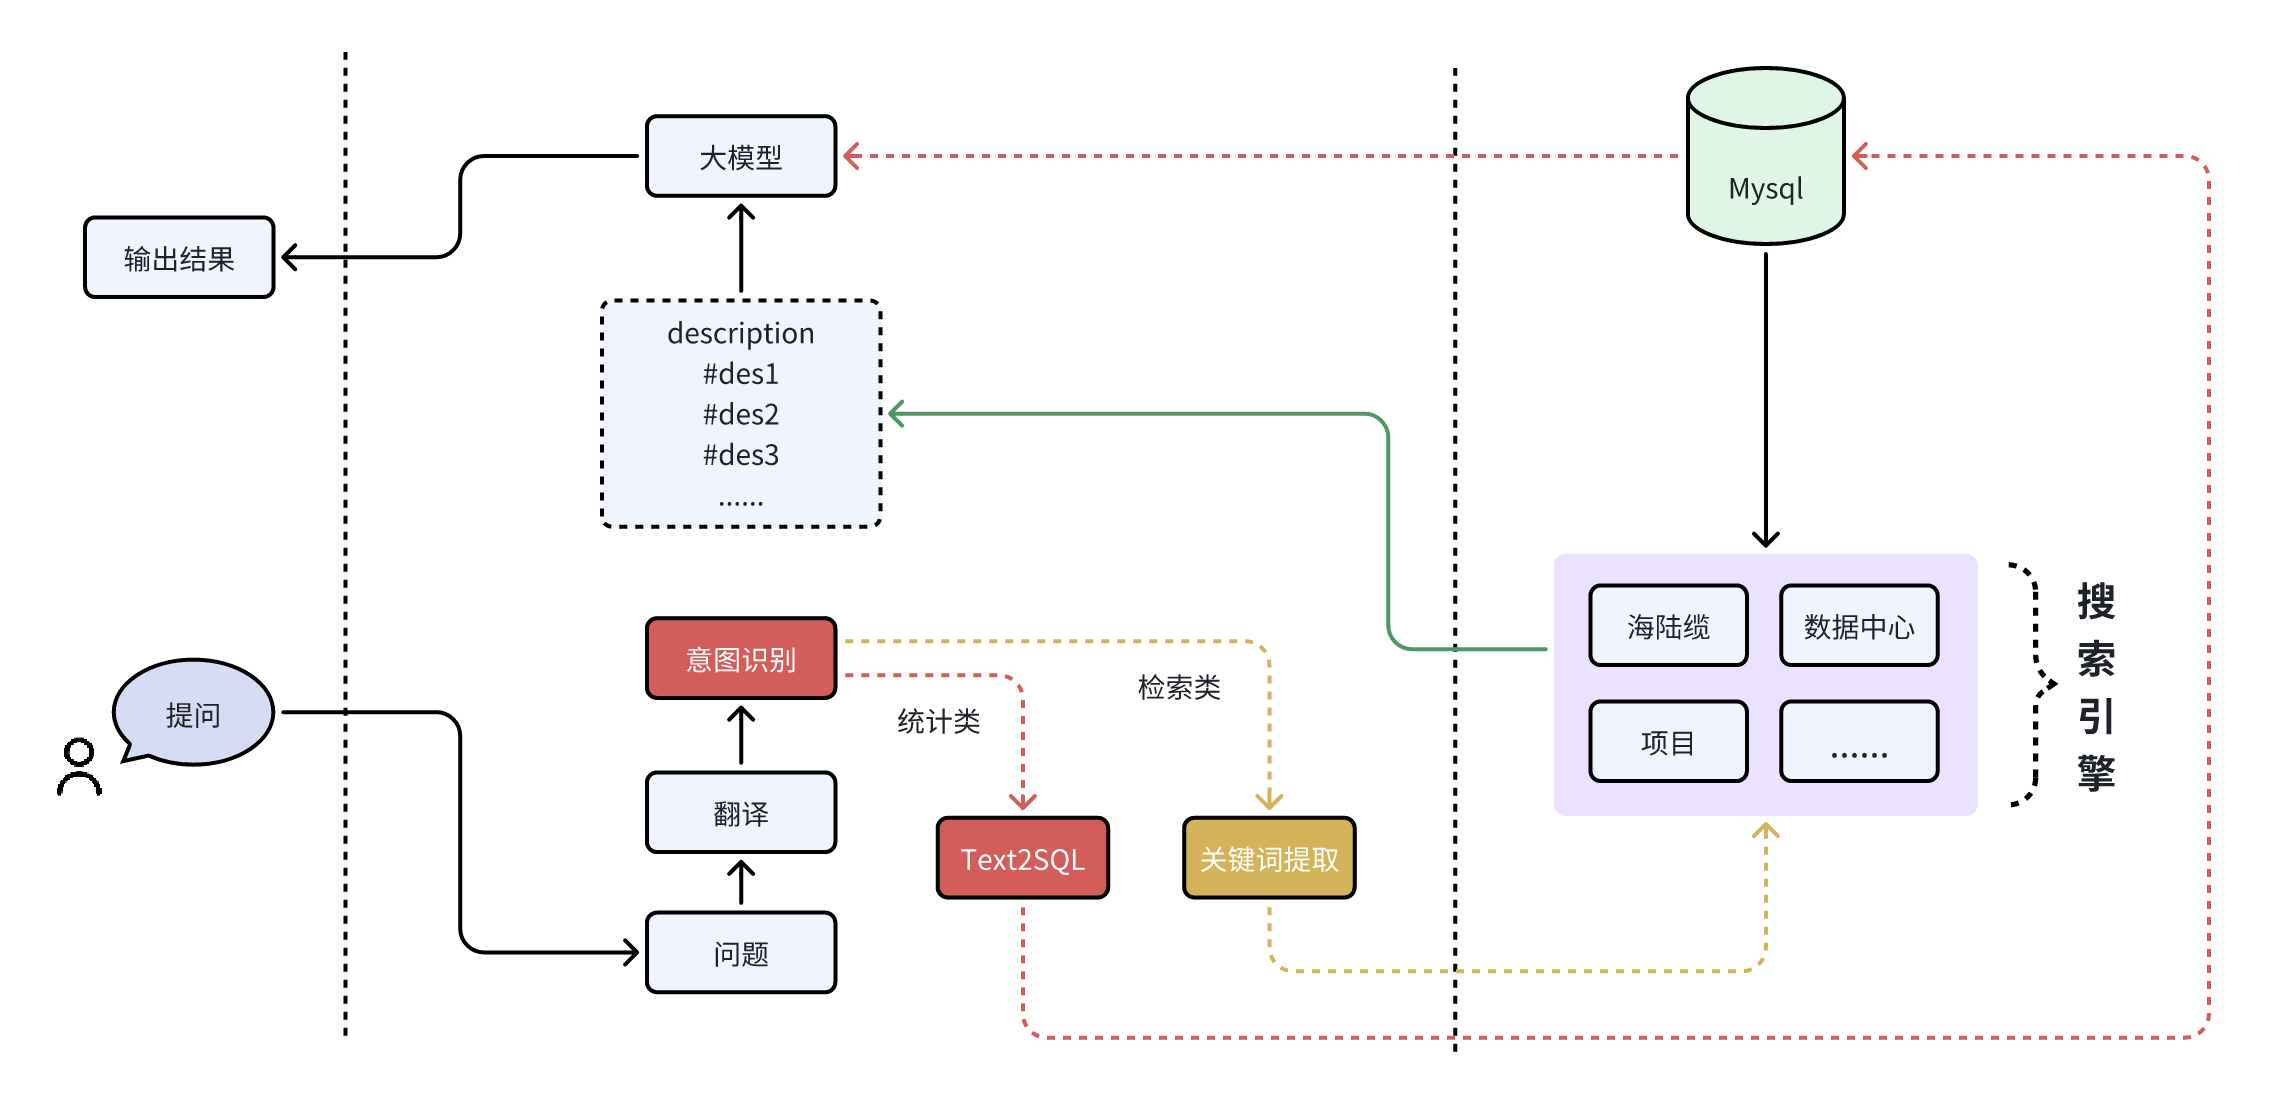 大模型
Mysql
输出结果
description
#des1
#des2
#des3
......
海陆缆
数据中心
项目
......
搜
索
引
擎
提问
意图识别
统计类
检索类
翻译
Text2SQL
关键词提取
问题